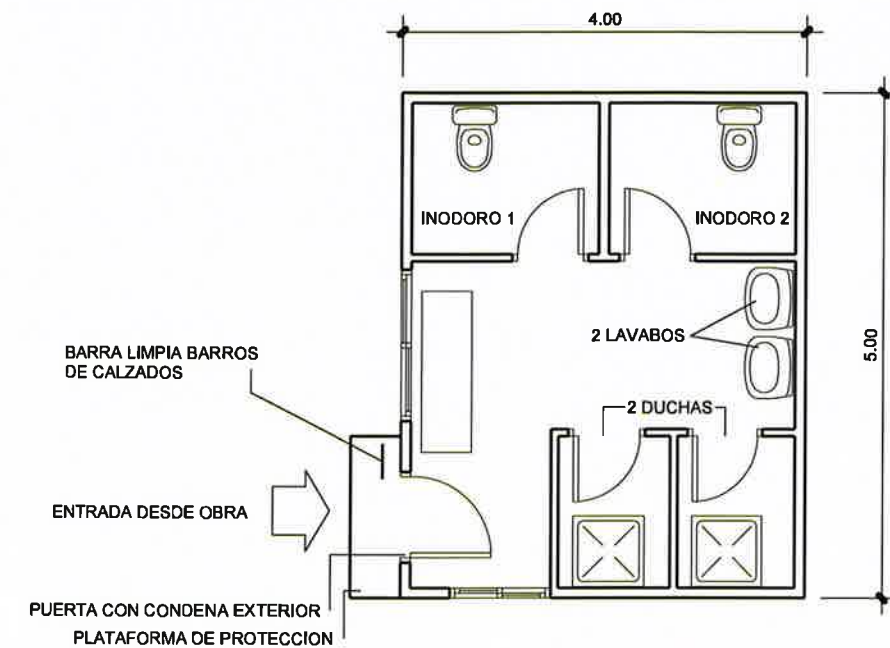 4.00
INODORO 1
INODORO 2
5.00
2 LAVABOS
BARRA LIMPIA BARROS
DE CALZADOS
2 DUCHAS
ENTRADA DESDE OBRA
PUERTA CON CONDENA EXTERIOR
PLATAFORMA DE PROTECCION